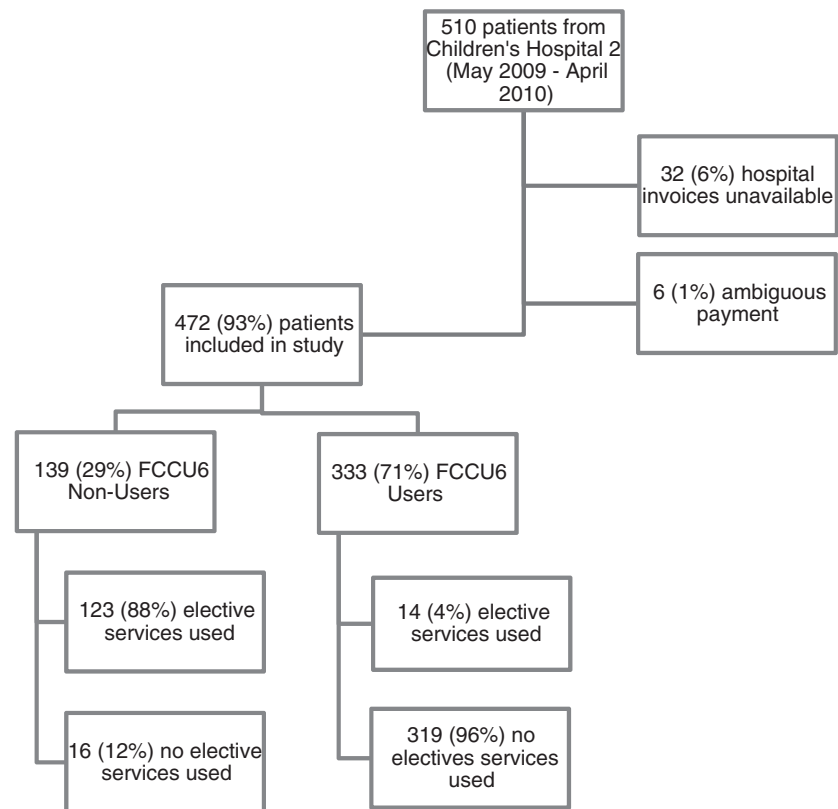 510 patients from
Children's Hospital 2
(May 2009 - April
2010)
32 (6%) hospital
invoices unavailable
6 (1%) ambiguous
payment
472 (93%) patients
included in study
139 (29%) FCCU6
Non-Users
333 (71%) FCCU6
Users
123 (88%) elective
services used
14 (4%) elective
services used
16 (12%) no elective
services used
319 (96%) no
electives services
used